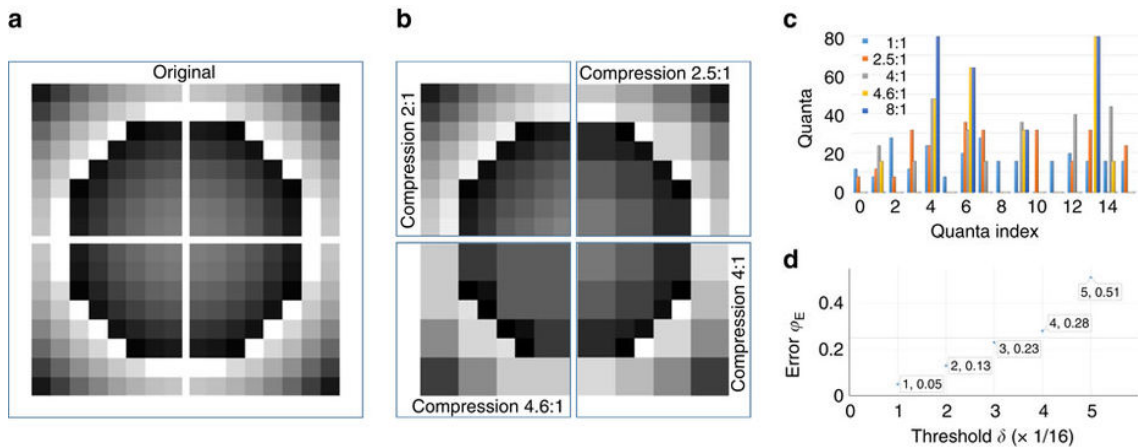 a
Original
b
Compression 2:1
Compression 2.5:1
Compression 4.6:1
Compression 4:1
c
Quanta
80
60
40
20
0
1:1
2.5:1
4:1
4.6:1
8:1
0 2 4 6 8 10 12 14
Quanta index
d
Error φE
0.4
0.2
0
1, 0.05
2, 0.13
3, 0.23
4, 0.28
5, 0.51
0 1 2 3 4 5
Threshold δ (× 1/16)